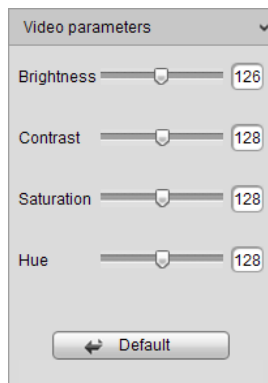 Video parameters
Brightness 126
Contrast 128
Saturation 128
Hue 128
Default